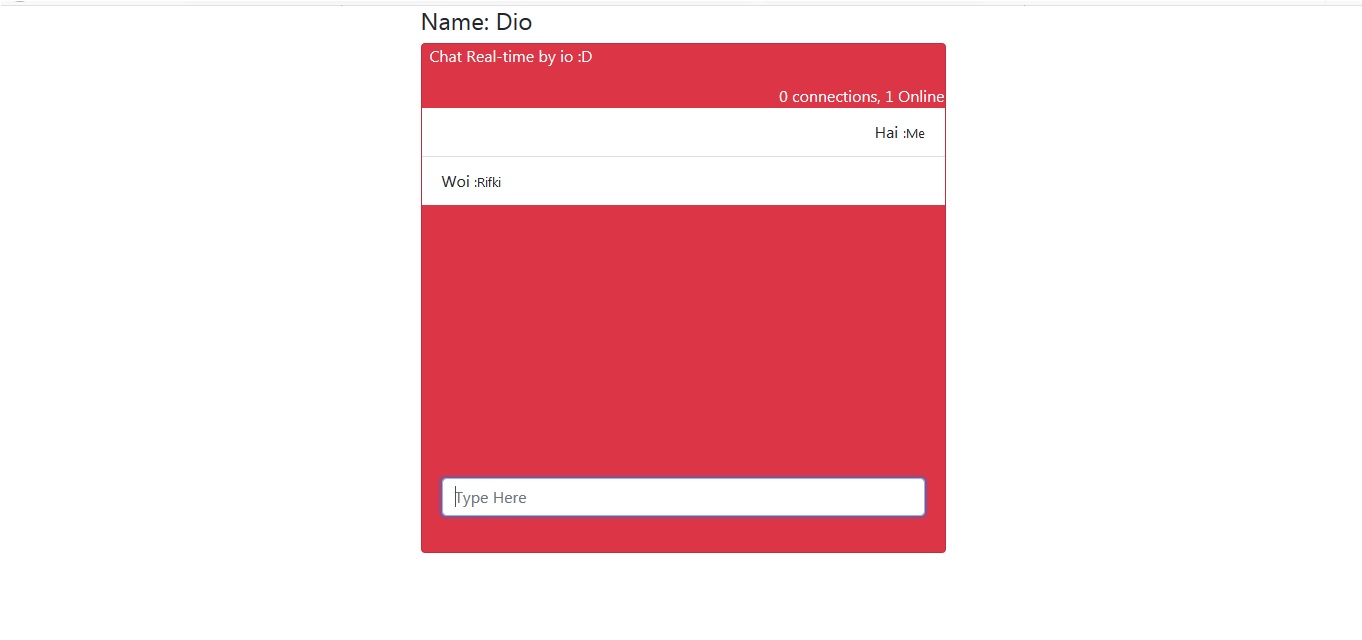 Name: Dio
Chat Real-time by io :D
0 connections, 1 Online
Hai :Me
Woi :Rifki
Type Here